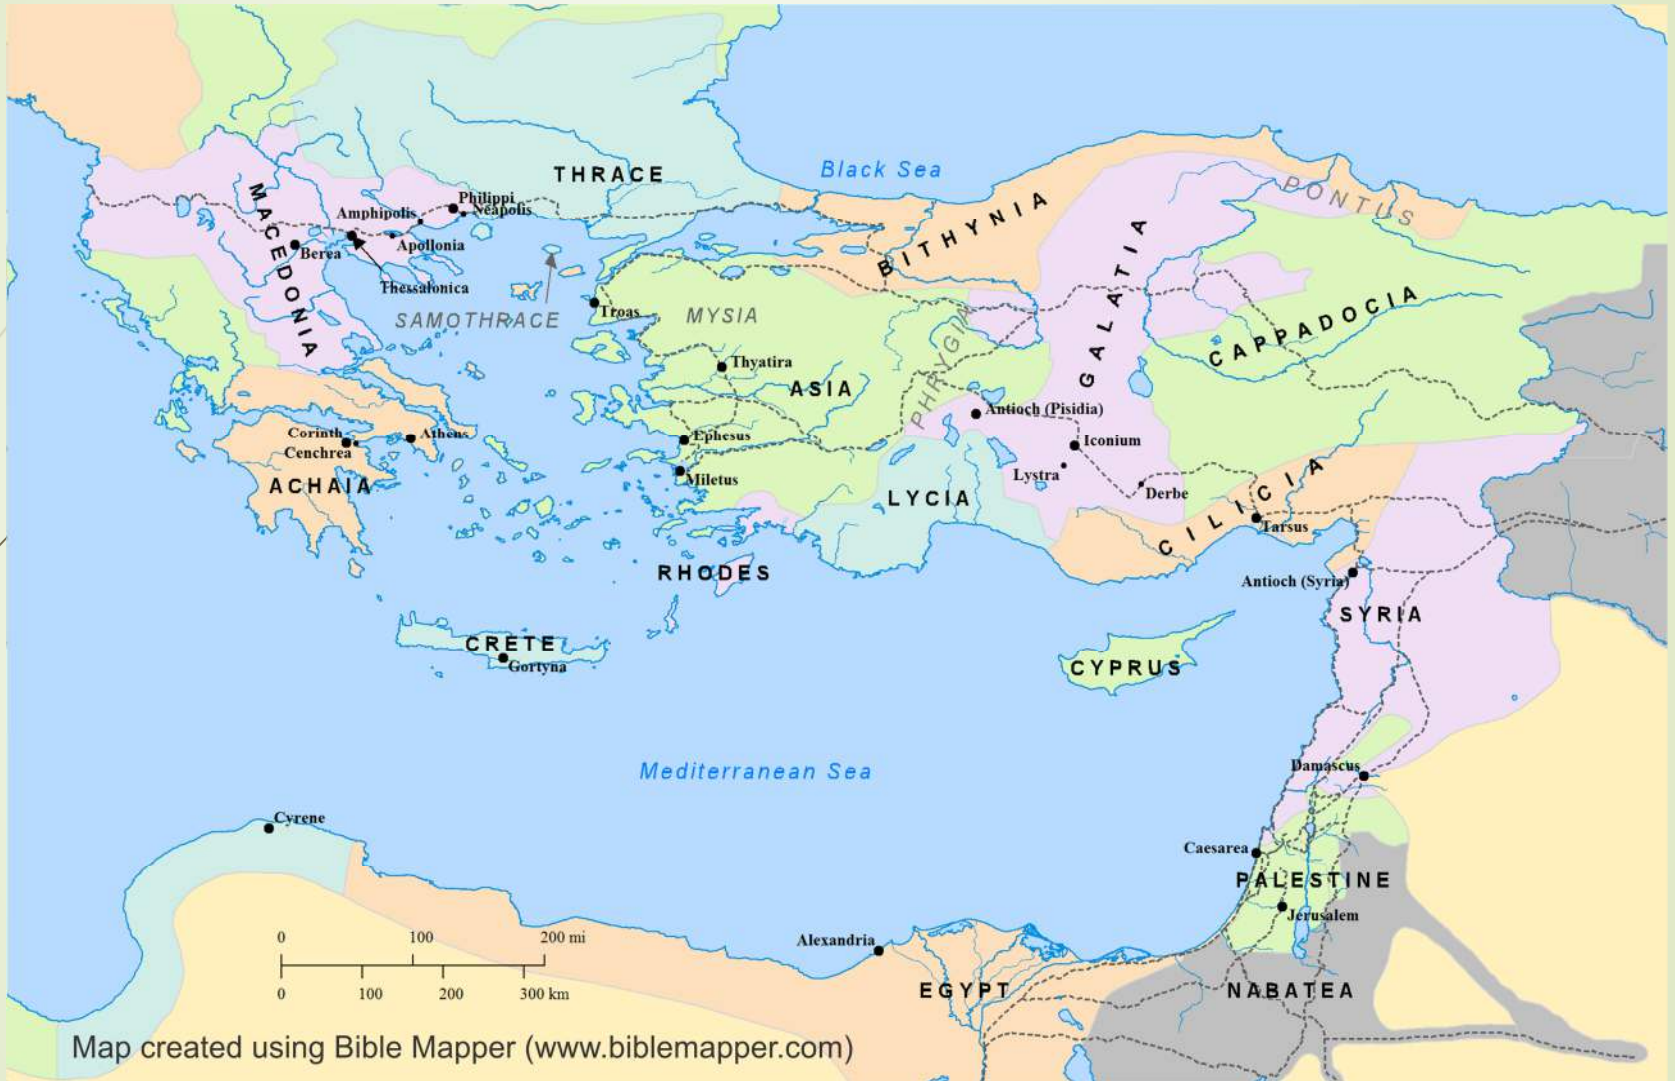 Black Sea
THRACE
MACEDONIA
Philippi
Neapolis
Amphipolis
Apollonia
Berea
Thessalonica
SAMOTHRACE
BITHYNIA
PONTUS
GALATIA
CAPPADOCIA
Troas
MYSIA
PHRYGIA
Thyatira
ASIA
Antioch (Pisidia)
Corinth
Cenchrea
Athens
ACHAIA
Ephesus
Miletus
Iconium
Lystra
Derbe
LYCIA
CILICIA
Tarsus
RHODES
Antioch (Syria)
SYRIA
CRETE
Gortyna
CYPRUS
Mediterranean Sea
Damascus
Cyrene
Caesarea
PALESTINE
Jerusalem
Alexandria
EGYPT
NABATEA
0 100 200 mi
0 100 200 300 km
Map created using Bible Mapper (www.biblemapper.com)